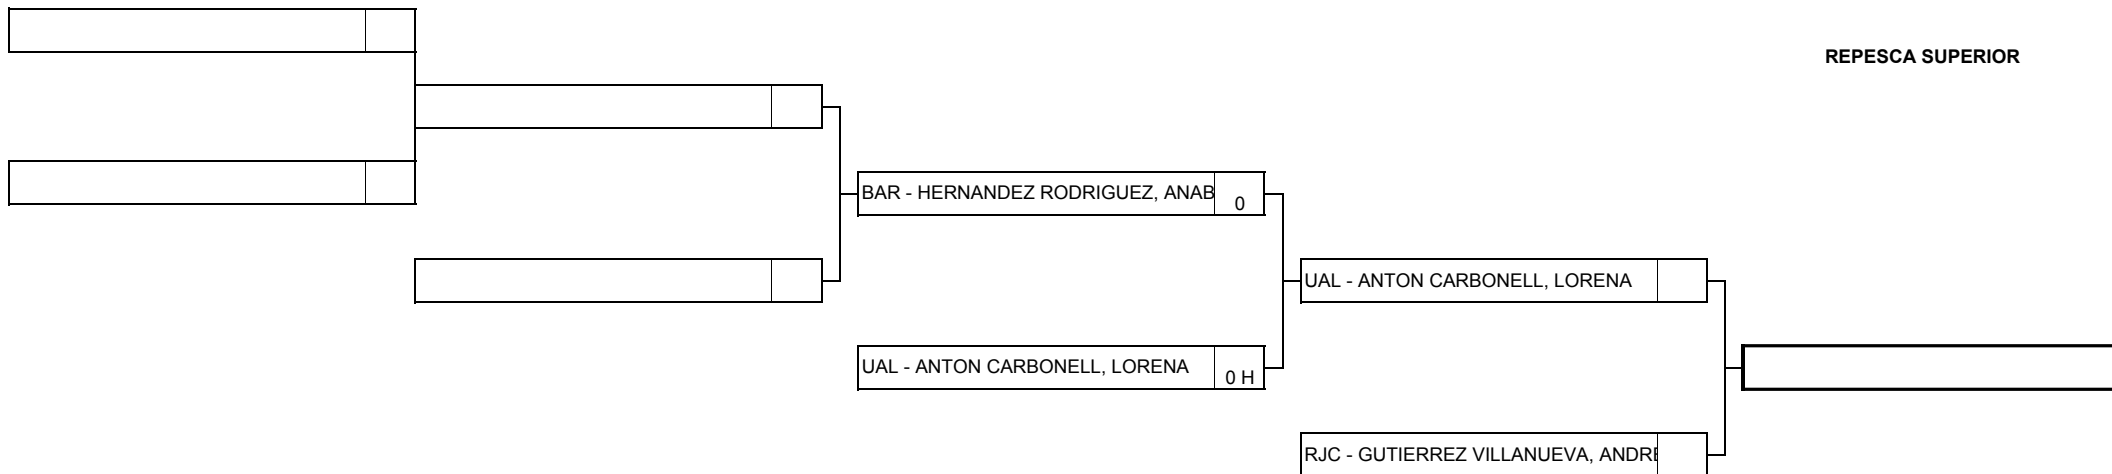 REPESCA SUPERIOR
BAR - HERNANDEZ RODRIGUEZ, ANAB
0
UAL - ANTON CARBONELL, LORENA
UAL - ANTON CARBONELL, LORENA
0 H
RJC - GUTIERREZ VILLANUEVA, ANDRE